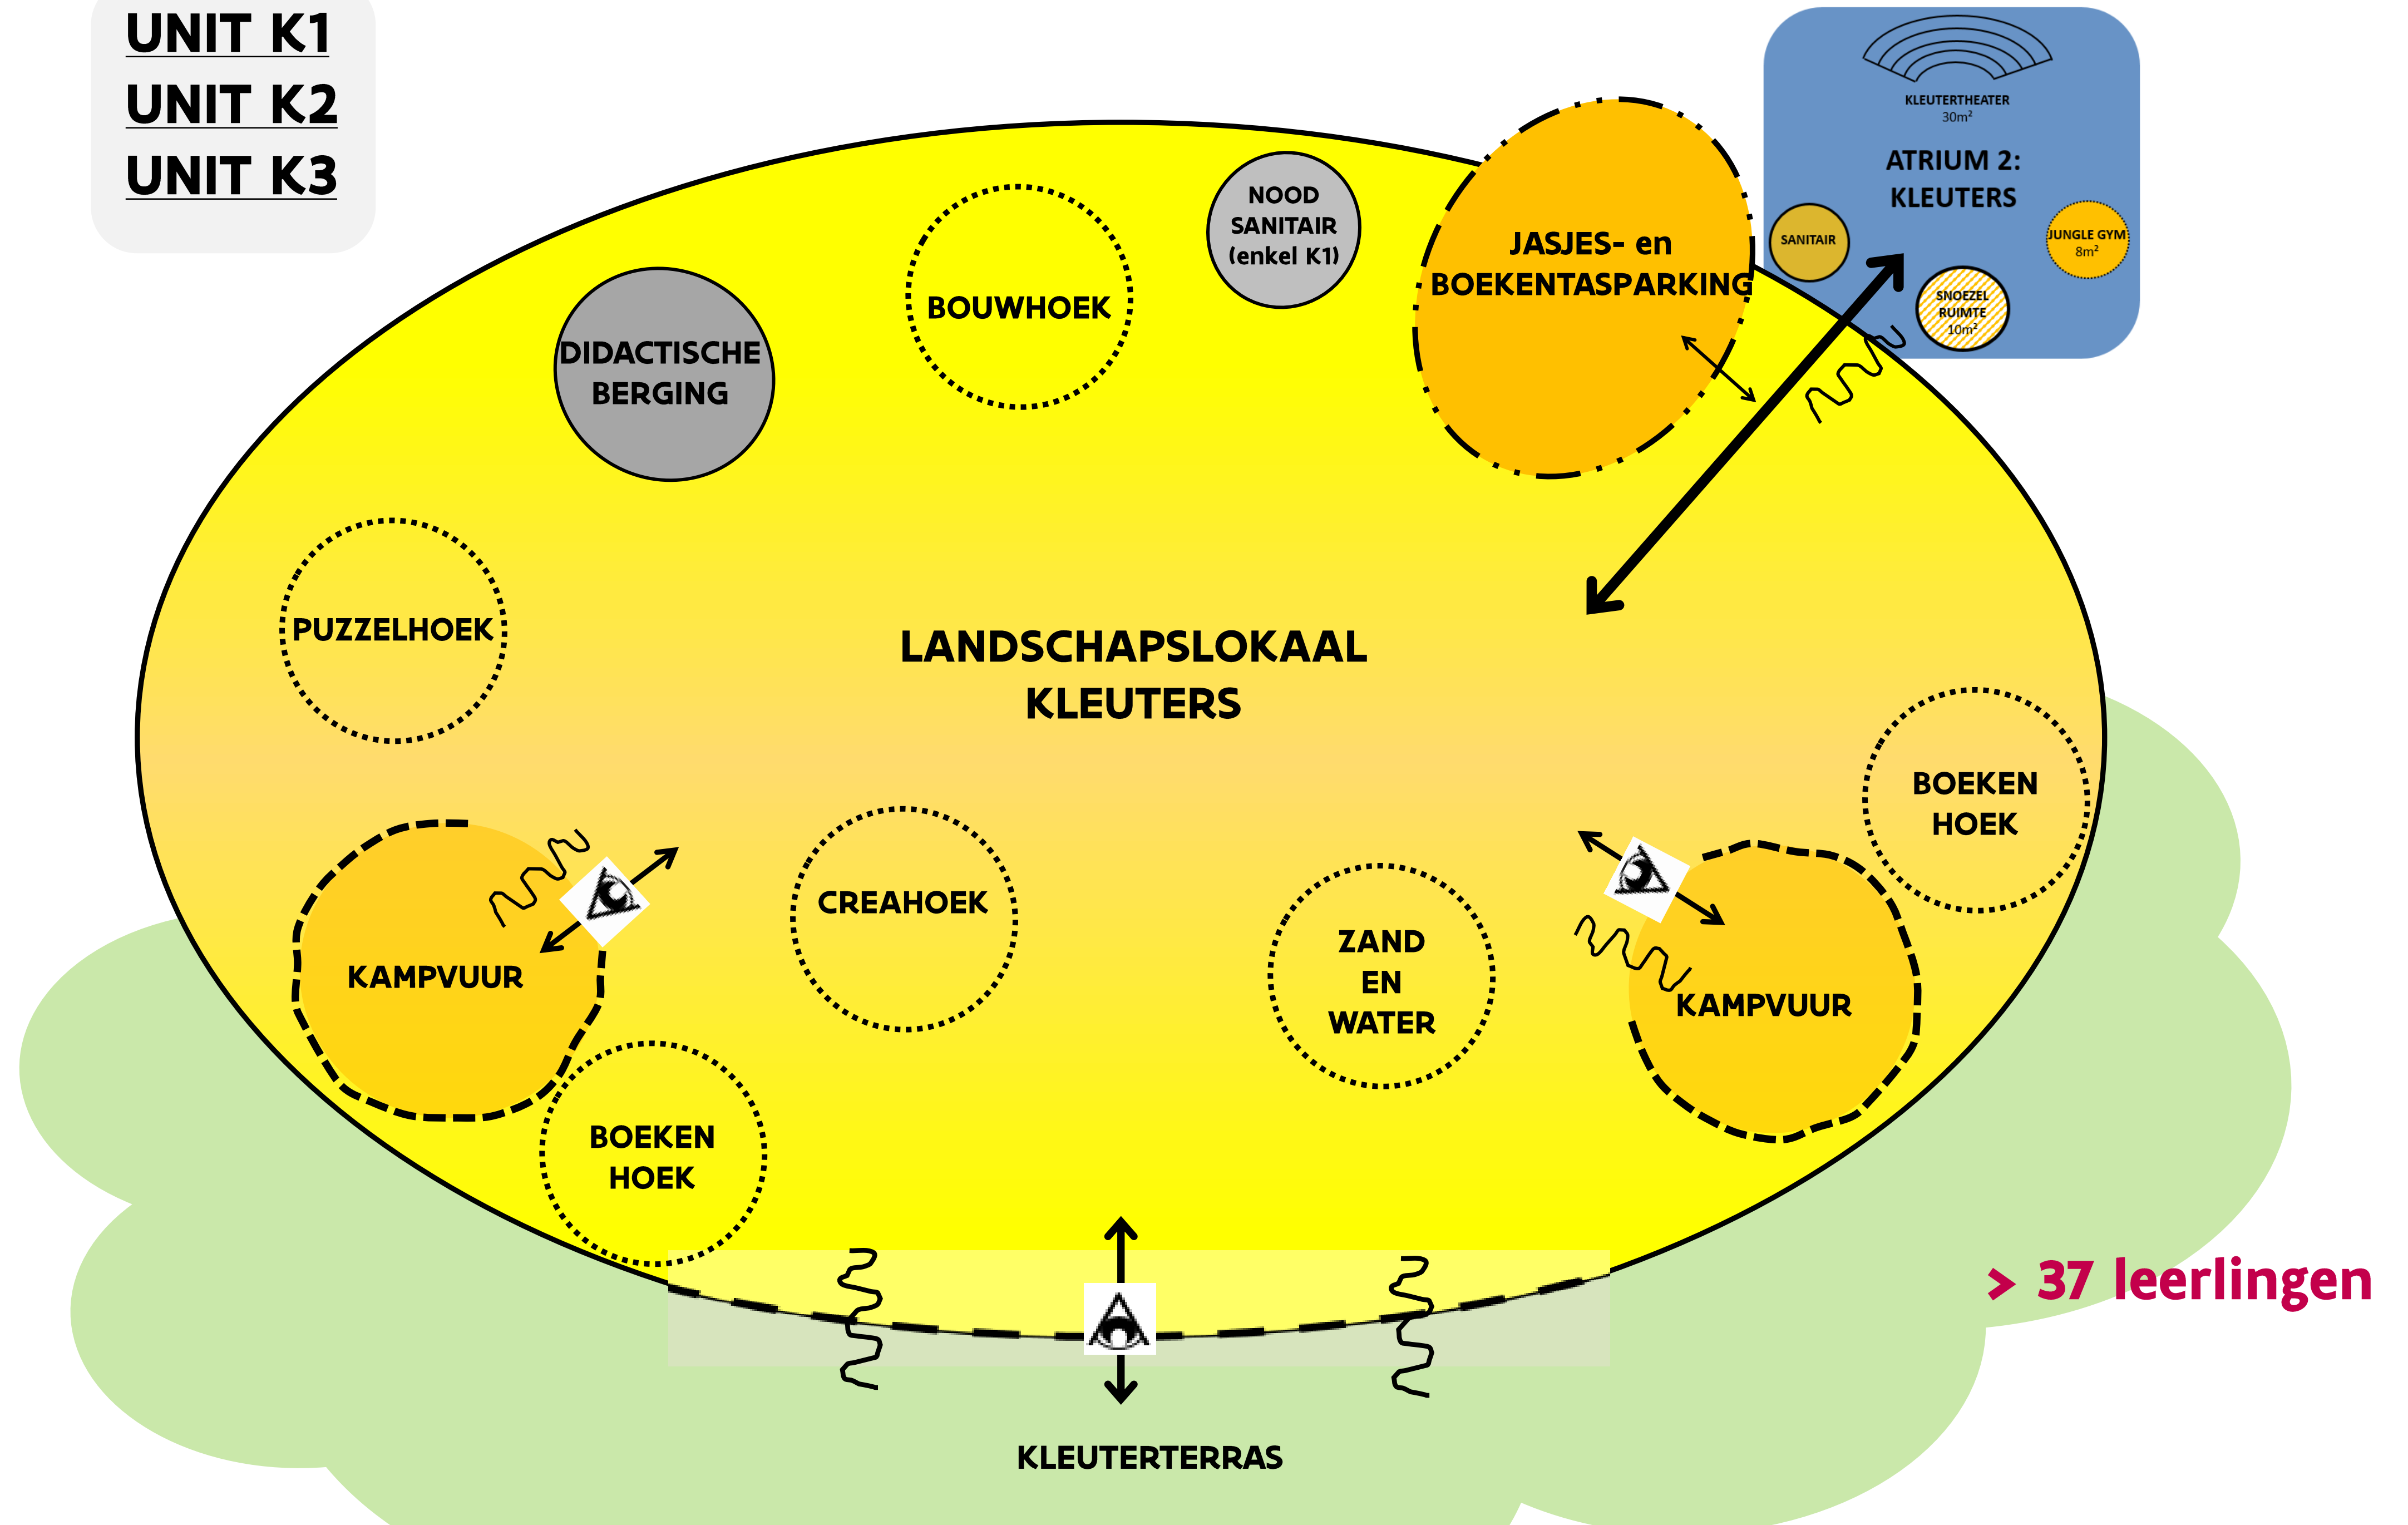 UNIT K1
UNIT K2
UNIT K3
KLEUTERTHEATER
30m²
ATRIUM 2:
KLEUTERS
SANITAIR
JUNGLE GYM
8m²
SNOEZEL
RUIMTE
10m²
NOOD
SANITAIR
(enkel K1)
JASJES- en
BOEKENTASPARKING
BOUWHOEK
DIDACTISCHE
BERGING
PUZZELHOEK
LANDSCHAPSLOKAAL
KLEUTERS
BOEKEN
HOEK
CREAHOEK
ZAND
EN
WATER
KAMPVUUR
KAMPVUUR
BOEKEN
HOEK
> 37 leerlingen
KLEUTERTERRAS